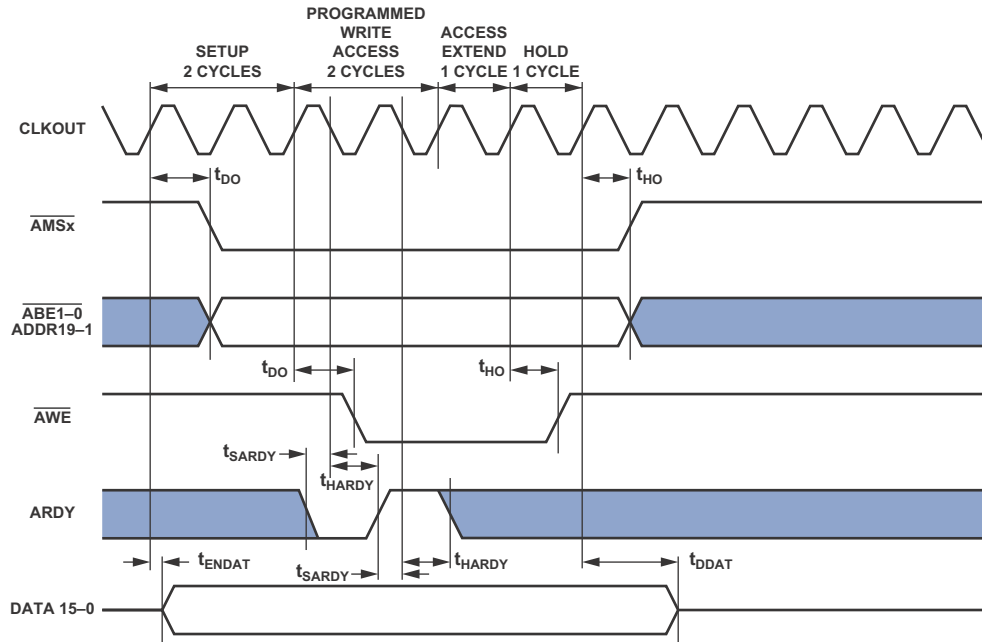 PROGRAMMED
WRITE
ACCESS
2 CYCLES
SETUP
2 CYCLES
ACCESS
EXTEND
1 CYCLE
HOLD
1 CYCLE
CLKOUT
tDO
tHO
AMSx
ABE1–0
ADDR19–1
tDO
tHO
AWE
tSARDY
tHARDY
ARDY
tENDAT
tSARDY
tHARDY
tDDAT
DATA 15–0